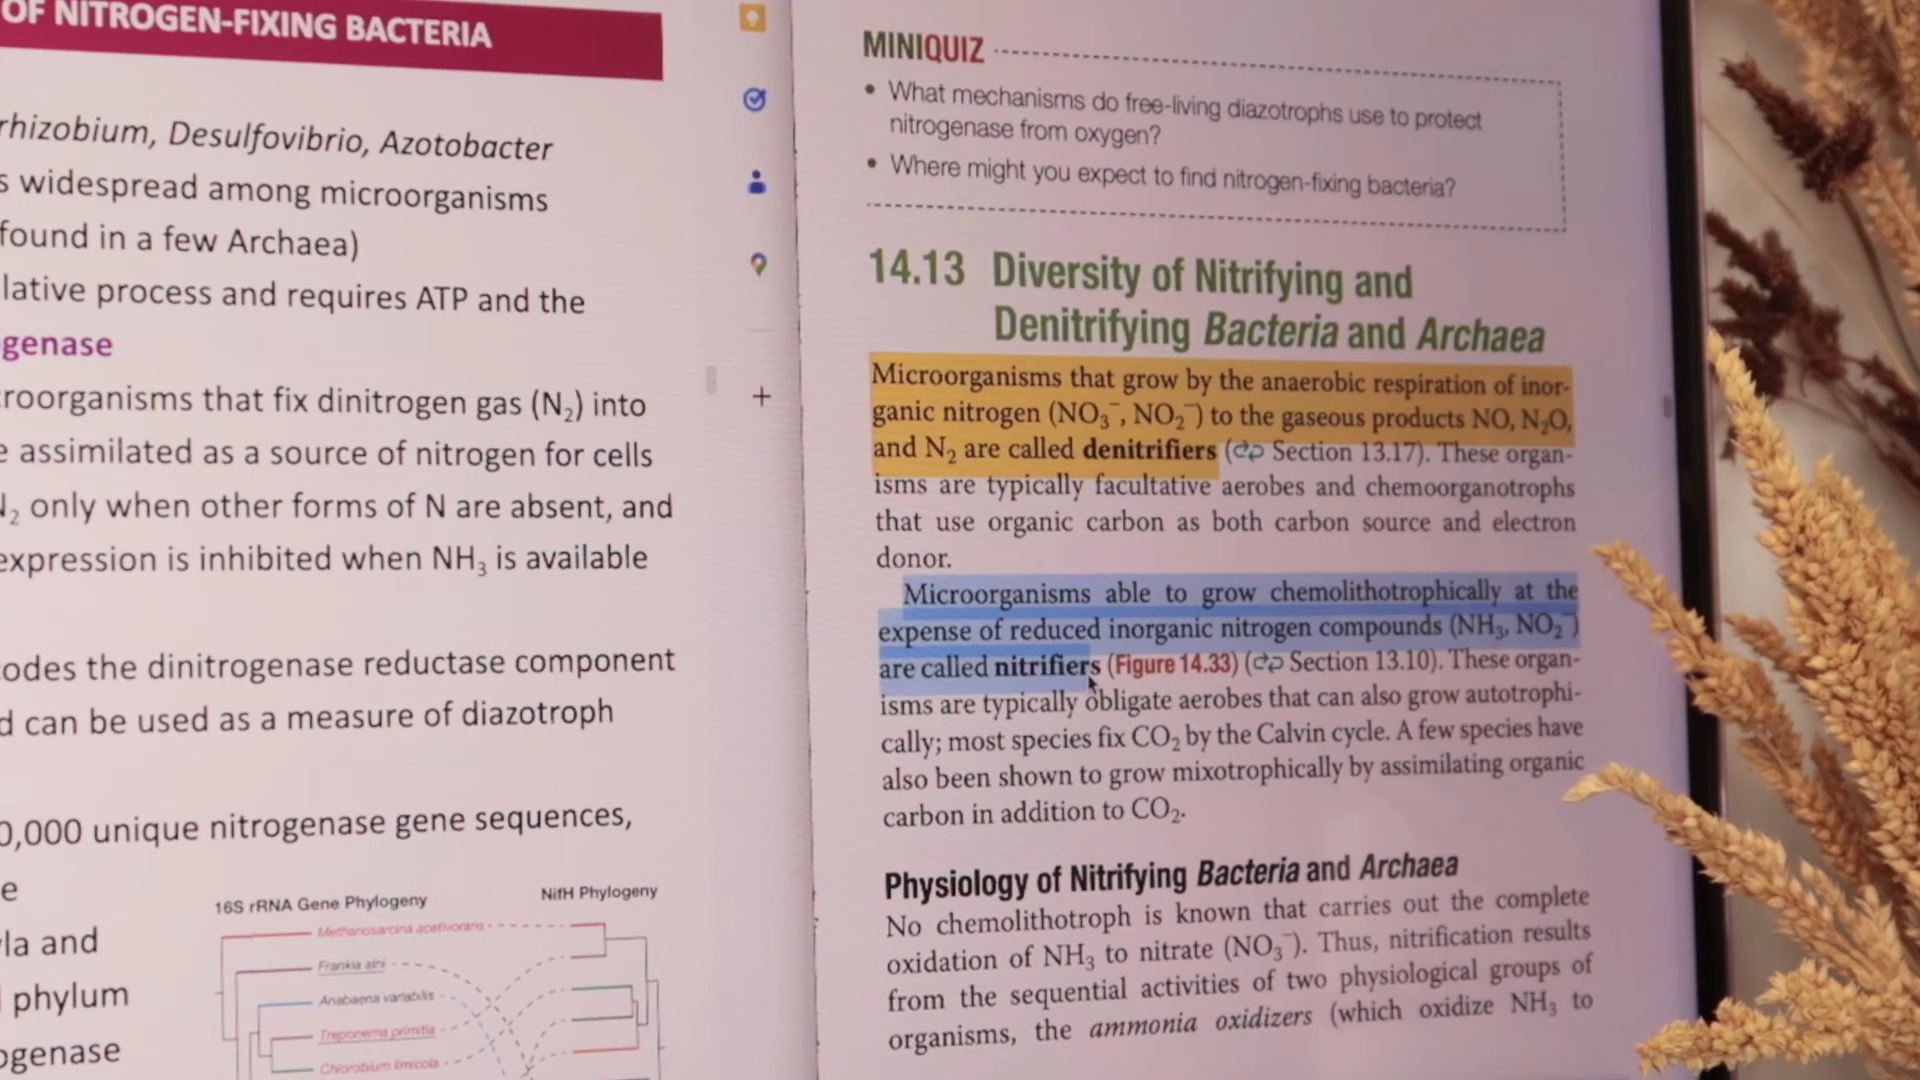 OF NITROGEN-FIXING BACTERIA
rhizobium, Desulfovibrio, Azotobacter
s widespread among microorganisms
found in a few Archaea)
lative process and requires ATP and the
genase
roorganisms that fix dinitrogen gas (N₂) into
e assimilated as a source of nitrogen for cells
N₂ only when other forms of N are absent, and
expression is inhibited when NH₃ is available
odes the dinitrogenase reductase component
d can be used as a measure of diazotroph
0,000 unique nitrogenase gene sequences,
e
la and
phylum
ogenase
16S rRNA Gene Phylogeny
NifH Phylogeny
Methanosarcina acetivorans
Frankia alni
Anabaena variabilis
Treponema primitia
Chlorobium limicola
MINIQUIZ
• What mechanisms do free-living diazotrophs use to protect
nitrogenase from oxygen?
• Where might you expect to find nitrogen-fixing bacteria?
14.13 Diversity of Nitrifying and
Denitrifying Bacteria and Archaea
Microorganisms that grow by the anaerobic respiration of inor-
ganic nitrogen (NO₃⁻, NO₂⁻) to the gaseous products NO, N₂O,
and N₂ are called denitrifiers (Section 13.17). These organ-
isms are typically facultative aerobes and chemoorganotrophs
that use organic carbon as both carbon source and electron
donor.
Microorganisms able to grow chemolithotrophically at the
expense of reduced inorganic nitrogen compounds (NH₃, NO₂⁻)
are called nitrifiers (Figure 14.33) (Section 13.10). These organ-
isms are typically obligate aerobes that can also grow autotrophi-
cally; most species fix CO₂ by the Calvin cycle. A few species have
also been shown to grow mixotrophically by assimilating organic
carbon in addition to CO₂.
Physiology of Nitrifying Bacteria and Archaea
No chemolithotroph is known that carries out the complete
oxidation of NH₃ to nitrate (NO₃⁻). Thus, nitrification results
from the sequential activities of two physiological groups of
organisms, the ammonia oxidizers (which oxidize NH₃ to